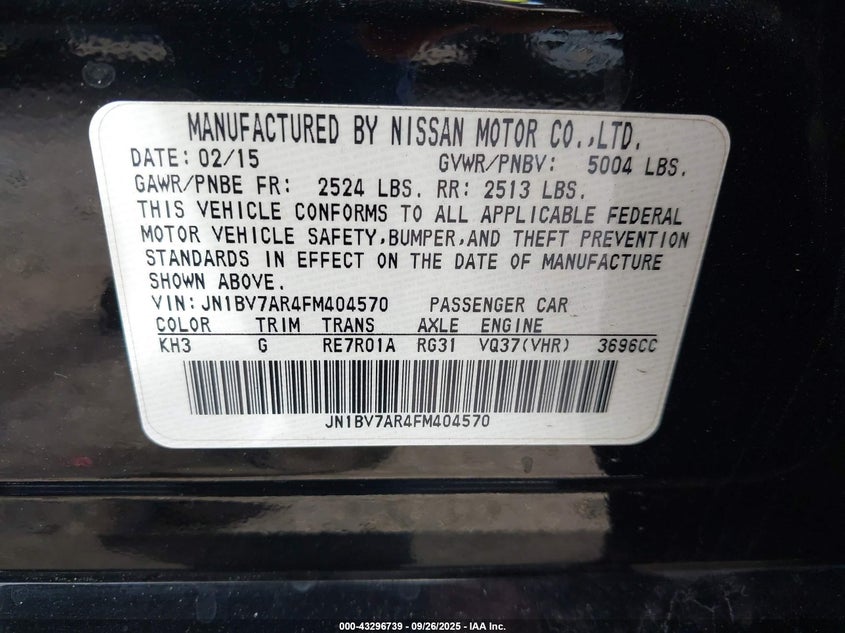 MANUFACTURED BY NISSAN MOTOR CO.,LTD.
DATE: 02/15 GVWR/PNBV: 5004 LBS.
GAWR/PNBE FR: 2524 LBS. RR: 2513 LBS.
THIS VEHICLE CONFORMS TO ALL APPLICABLE FEDERAL
MOTOR VEHICLE SAFETY,BUMPER,AND THEFT PREVENTION
STANDARDS IN EFFECT ON THE DATE OF MANUFACTURE
SHOWN ABOVE.
VIN: JN1BV7AR4FM404570 PASSENGER CAR
COLOR TRIM TRANS AXLE ENGINE
KH3 G RE7R01A RG31 VQ37(VHR) 3696CC
JN1BV7AR4FM404570
000-43296739 - 09/26/2025 - IAA Inc.